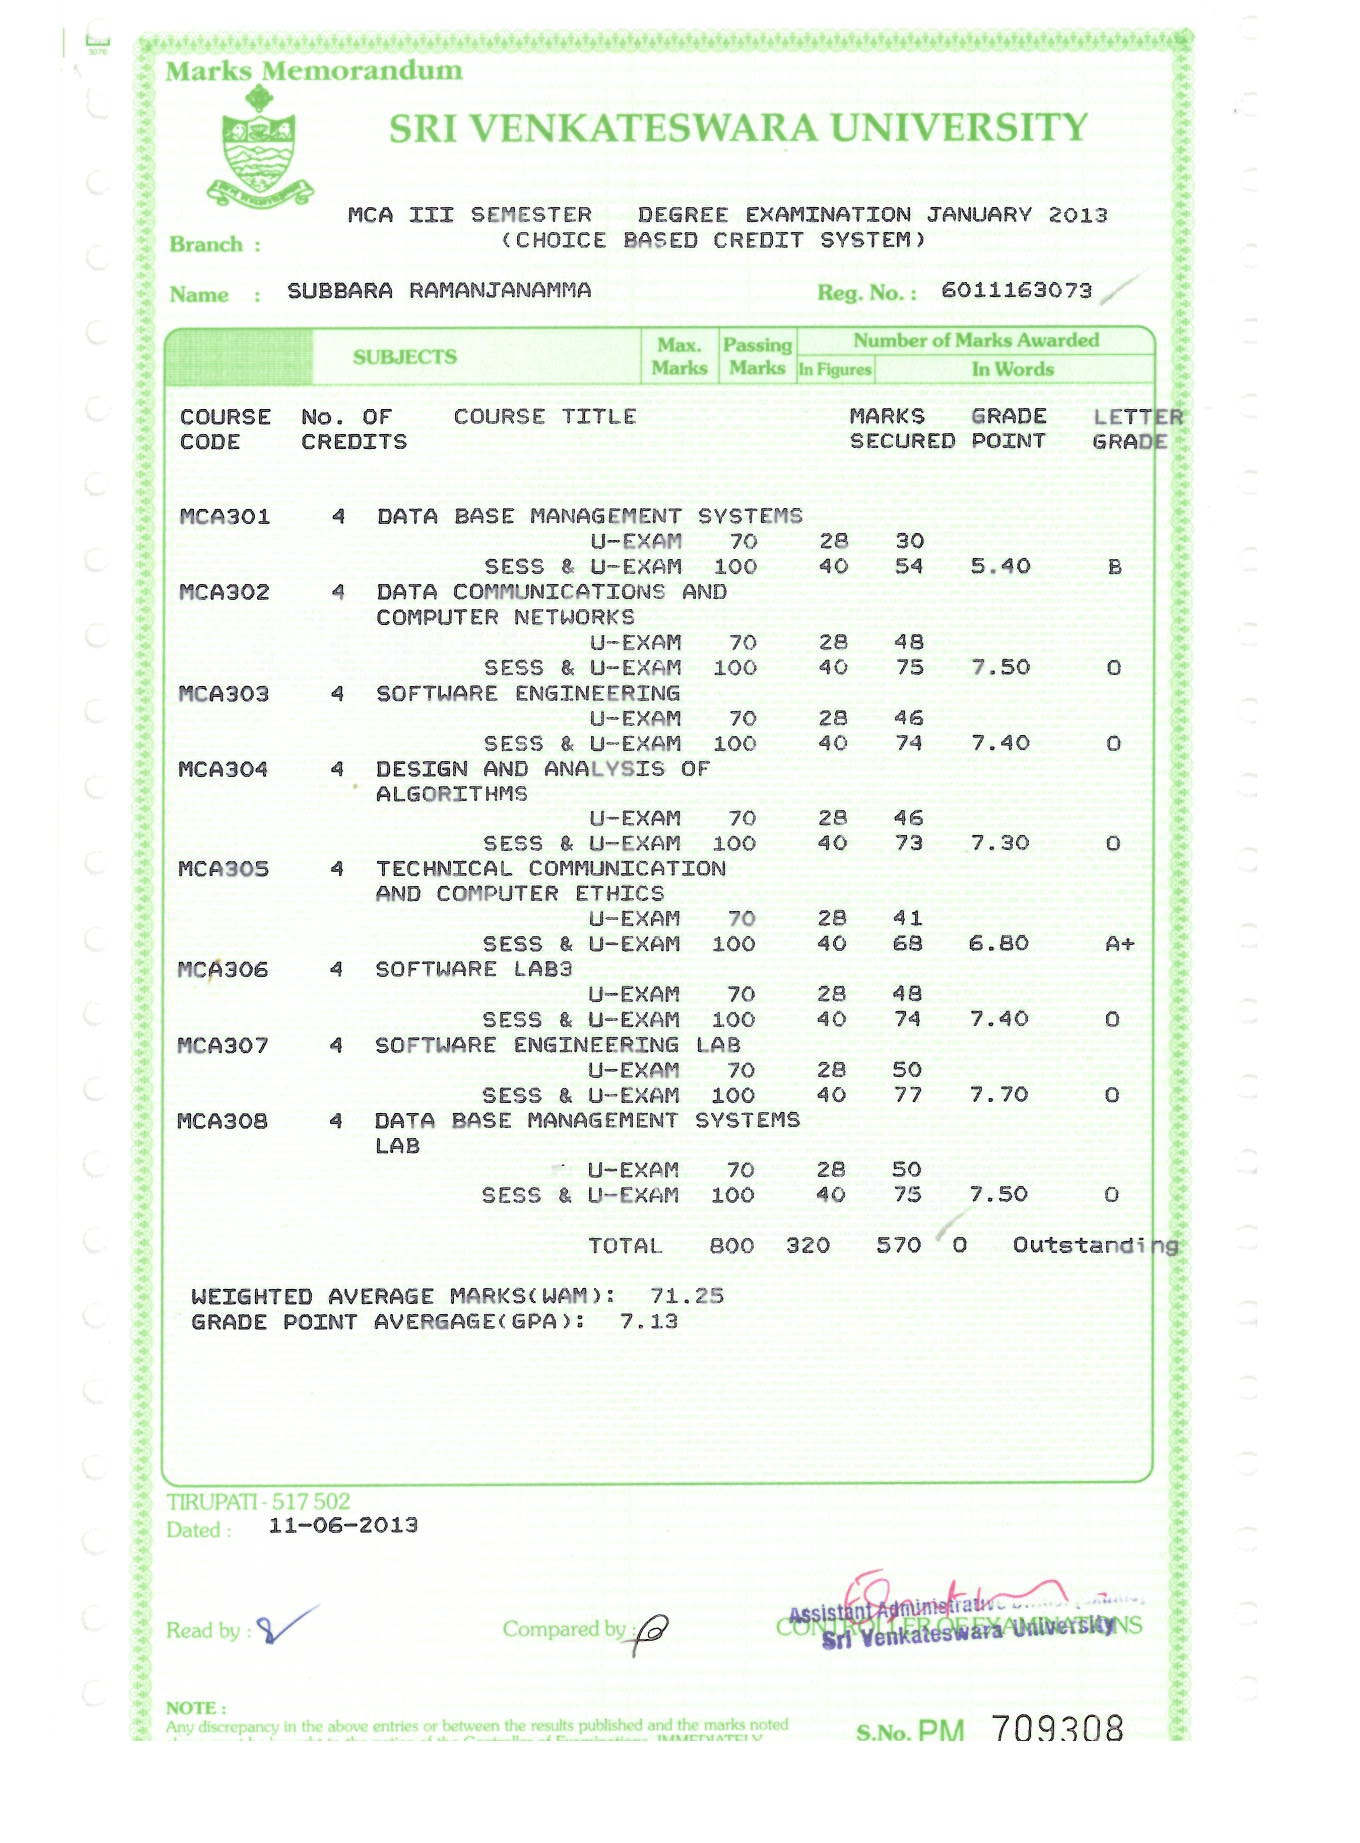 Marks Memorandum
SRI VENKATESWARA UNIVERSITY
MCA III SEMESTER DEGREE EXAMINATION JANUARY 2013
Branch : (CHOICE BASED CREDIT SYSTEM)
Name : SUBBARA RAMANJANAMMA Reg. No. : 6011163073
SUBJECTS Max. Marks Passing Marks Number of Marks Awarded
In Figures In Words
COURSE No. OF COURSE TITLE MARKS GRADE LETTER
CODE CREDITS SECURED POINT GRADE
MCA301 4 DATA BASE MANAGEMENT SYSTEMS
U-EXAM 70 28 30
SESS & U-EXAM 100 40 54 5.40 B
MCA302 4 DATA COMMUNICATIONS AND
COMPUTER NETWORKS
U-EXAM 70 28 48
SESS & U-EXAM 100 40 75 7.50 O
MCA303 4 SOFTWARE ENGINEERING
U-EXAM 70 28 46
SESS & U-EXAM 100 40 74 7.40 O
MCA304 4 DESIGN AND ANALYSIS OF
ALGORITHMS
U-EXAM 70 28 46
SESS & U-EXAM 100 40 73 7.30 O
MCA305 4 TECHNICAL COMMUNICATION
AND COMPUTER ETHICS
U-EXAM 70 28 41
SESS & U-EXAM 100 40 68 6.80 A+
MCA306 4 SOFTWARE LAB3
U-EXAM 70 28 48
SESS & U-EXAM 100 40 74 7.40 O
MCA307 4 SOFTWARE ENGINEERING LAB
U-EXAM 70 28 50
SESS & U-EXAM 100 40 77 7.70 O
MCA308 4 DATA BASE MANAGEMENT SYSTEMS
LAB
U-EXAM 70 28 50
SESS & U-EXAM 100 40 75 7.50 O
TOTAL 800 320 570 O Outstanding
WEIGHTED AVERAGE MARKS(WAM): 71.25
GRADE POINT AVERGAGE(GPA): 7.13
TIRUPATI - 517 502
Dated : 11-06-2013
Assistant Administrative
Read by : Compared by : CONTROLLER OF EXAMINATIONS
Sri Venkateswara University
NOTE :
Any discrepancy in the above entries or between the results published and the marks noted
S.No. PM 709308